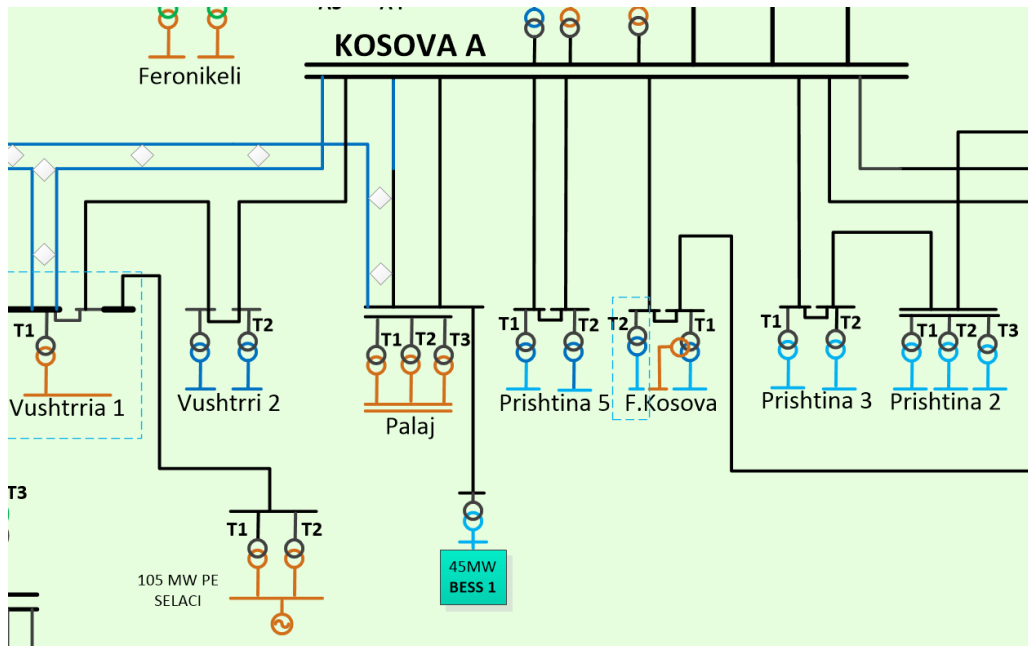 KOSOVA A
Feronikeli
T1
Vushtrria 1
T2
Vushtrri 2
T1
T2
T3
Palaj
T1
T2
Prishtina 5
T2
T1
F.Kosova
T1
T2
Prishtina 3
T1
T2
T3
Prishtina 2
T3
T1
T2
105 MW PE
SELACI
45MW
BESS 1